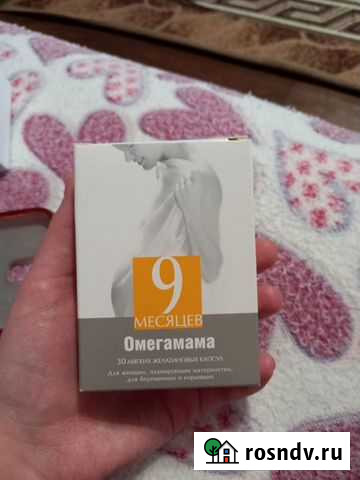 9
МЕСЯЦЕВ
Омегамама
30 мягких желатиновых капсул
Для женщин, планирующих материнство,
для беременных и кормящих
rosndv.ru